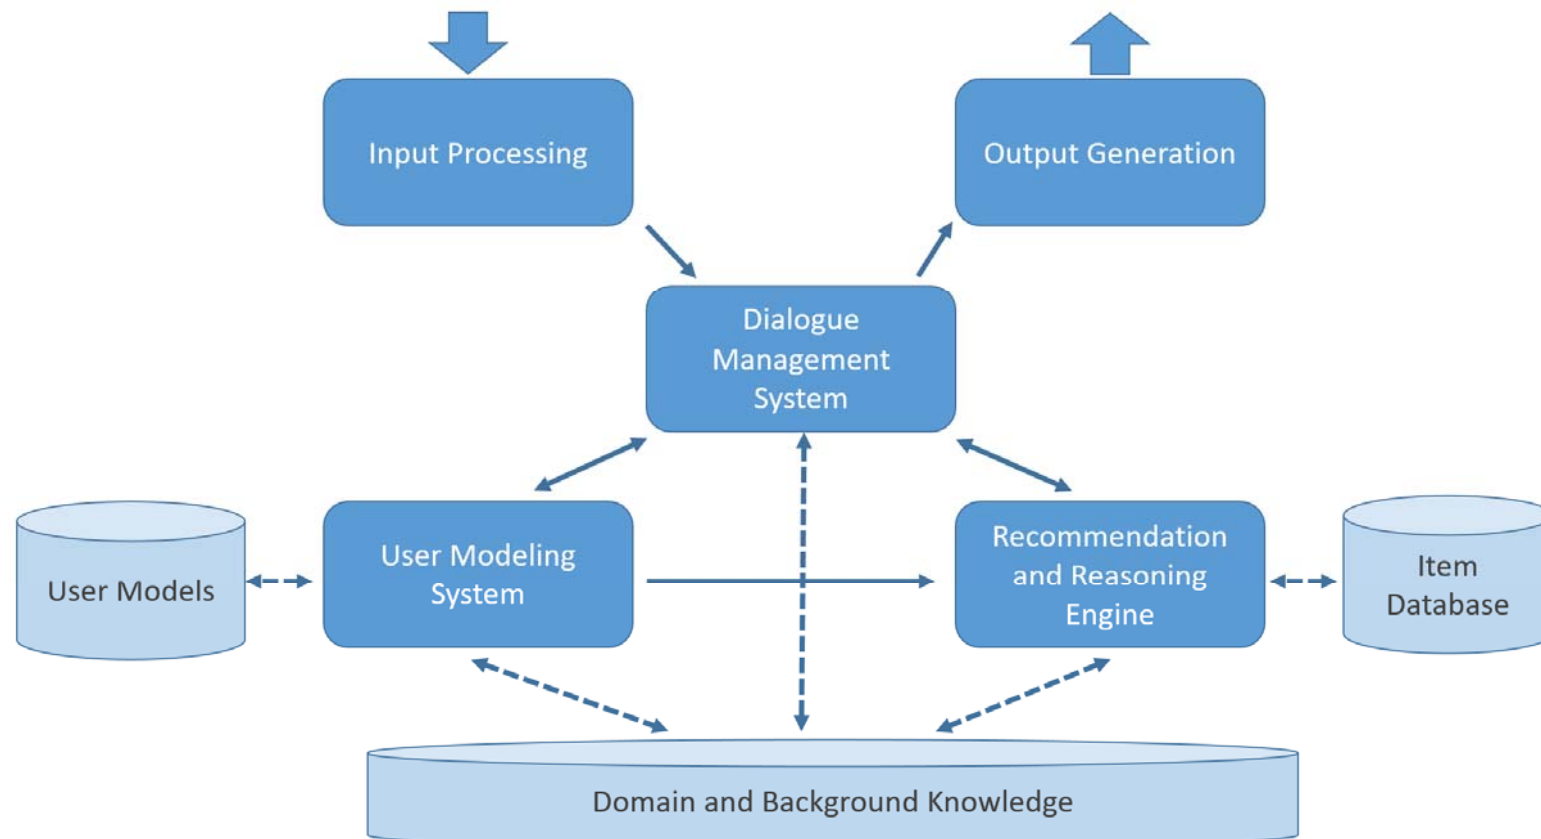 Input Processing
Output Generation
Dialogue
Management
System
User Models
User Modeling
System
Recommendation
and Reasoning
Engine
Item
Database
Domain and Background Knowledge